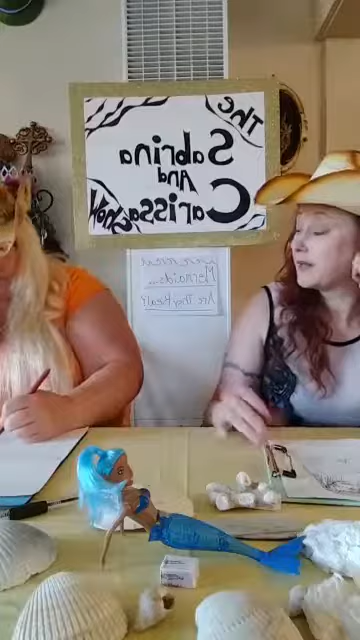 The
Sabrina
And
Carissa Show
Mermaids...
Are They Real?